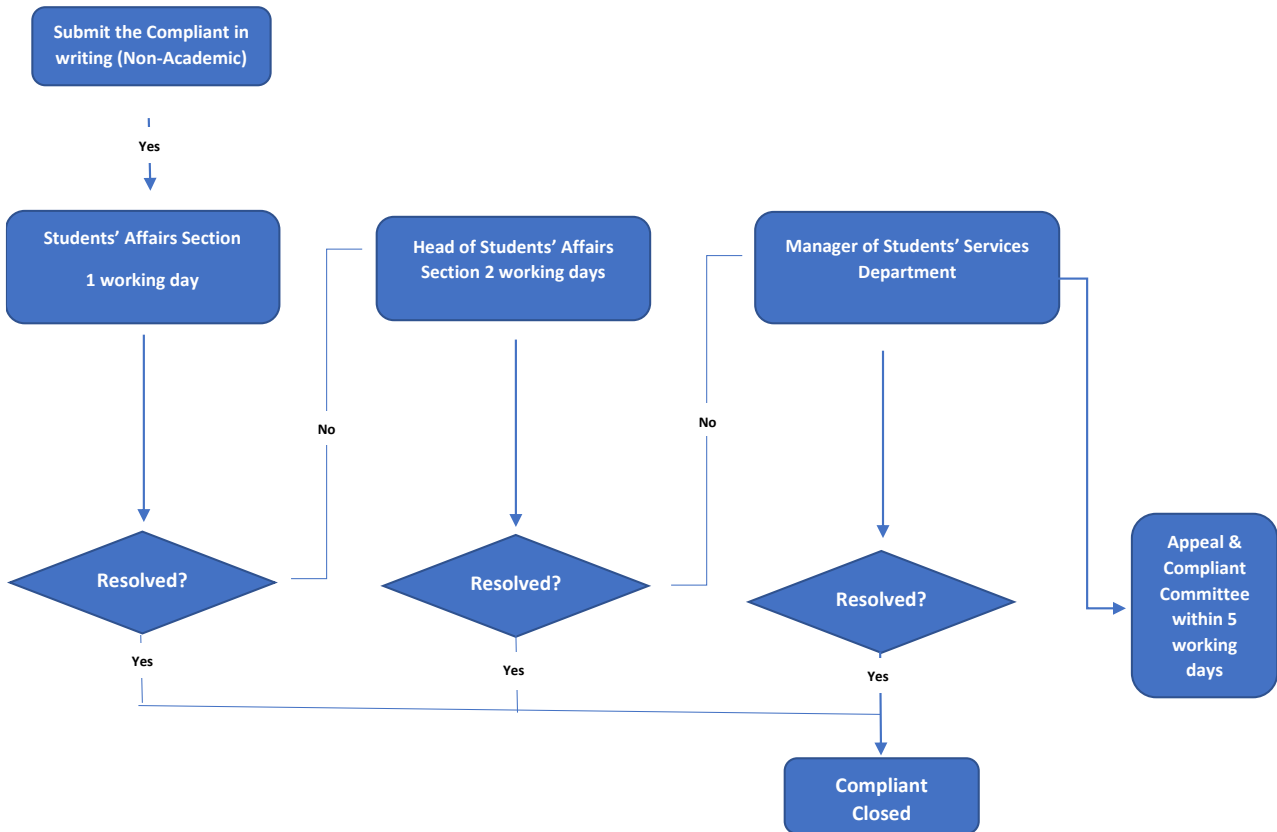 Submit the Compliant in
writing (Non-Academic)
Yes
Students’ Affairs Section
1 working day
Head of Students’ Affairs
Section 2 working days
Manager of Students’ Services
Department
No
No
Resolved?
Resolved?
Resolved?
Appeal &
Compliant
Committee
within 5
working
days
Yes
Yes
Yes
Compliant
Closed